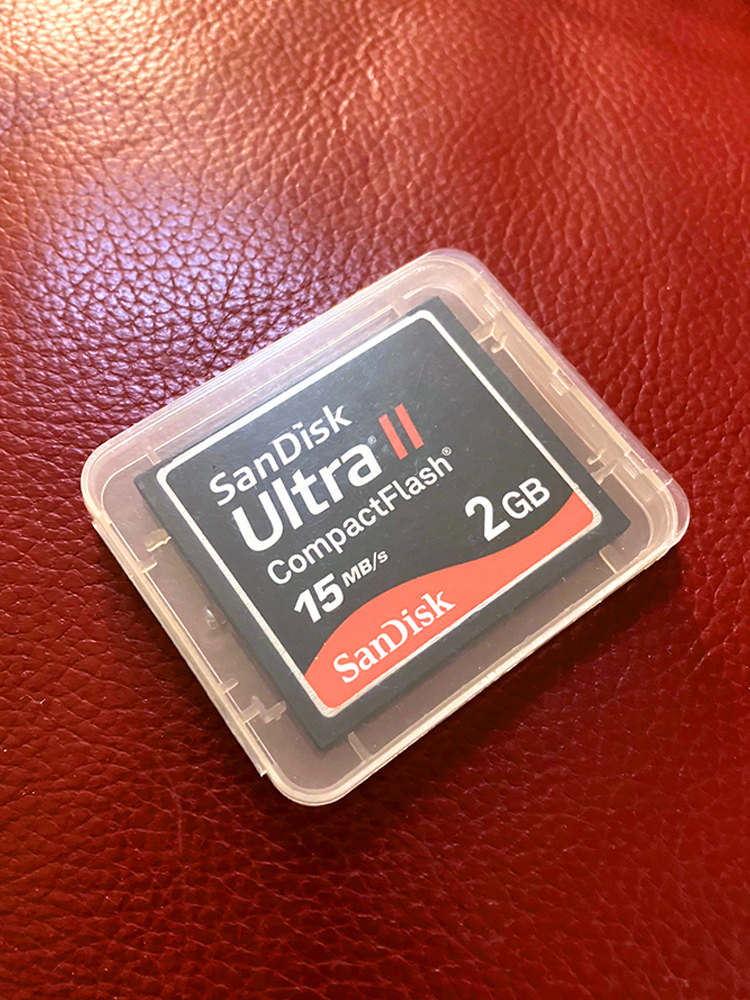 SanDisk
Ultra® II
CompactFlash®
15 MB/s
2GB
SanDisk